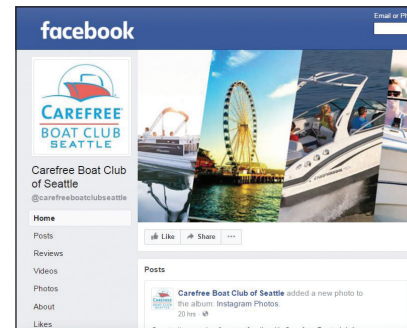 Email or Ph
facebook
CAREFREE
BOAT CLUB
SEATTLE
Carefree Boat Club
of Seattle
@carefreeboatclubseattle
Home
Posts
Reviews
Videos
Photos
About
Likes
Like Share ...
Posts
Carefree Boat Club of Seattle added a new photo to
the album: Instagram Photos.
20 hrs ·